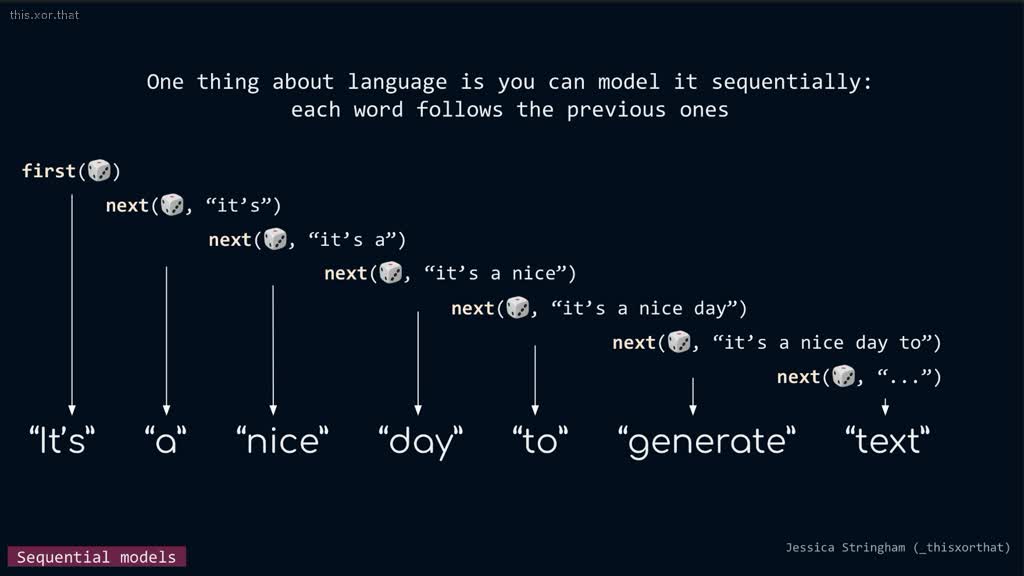 this.xor.that
One thing about language is you can model it sequentially:
each word follows the previous ones
first(🎲)
next(🎲, “it's”)
next(🎲, “it's a”)
next(🎲, “it's a nice”)
next(🎲, “it's a nice day”)
next(🎲, “it's a nice day to”)
next(🎲, “...”)
“It's” “a” “nice” “day” “to” “generate” “text”
Sequential models
Jessica Stringham (_thisxorthat)